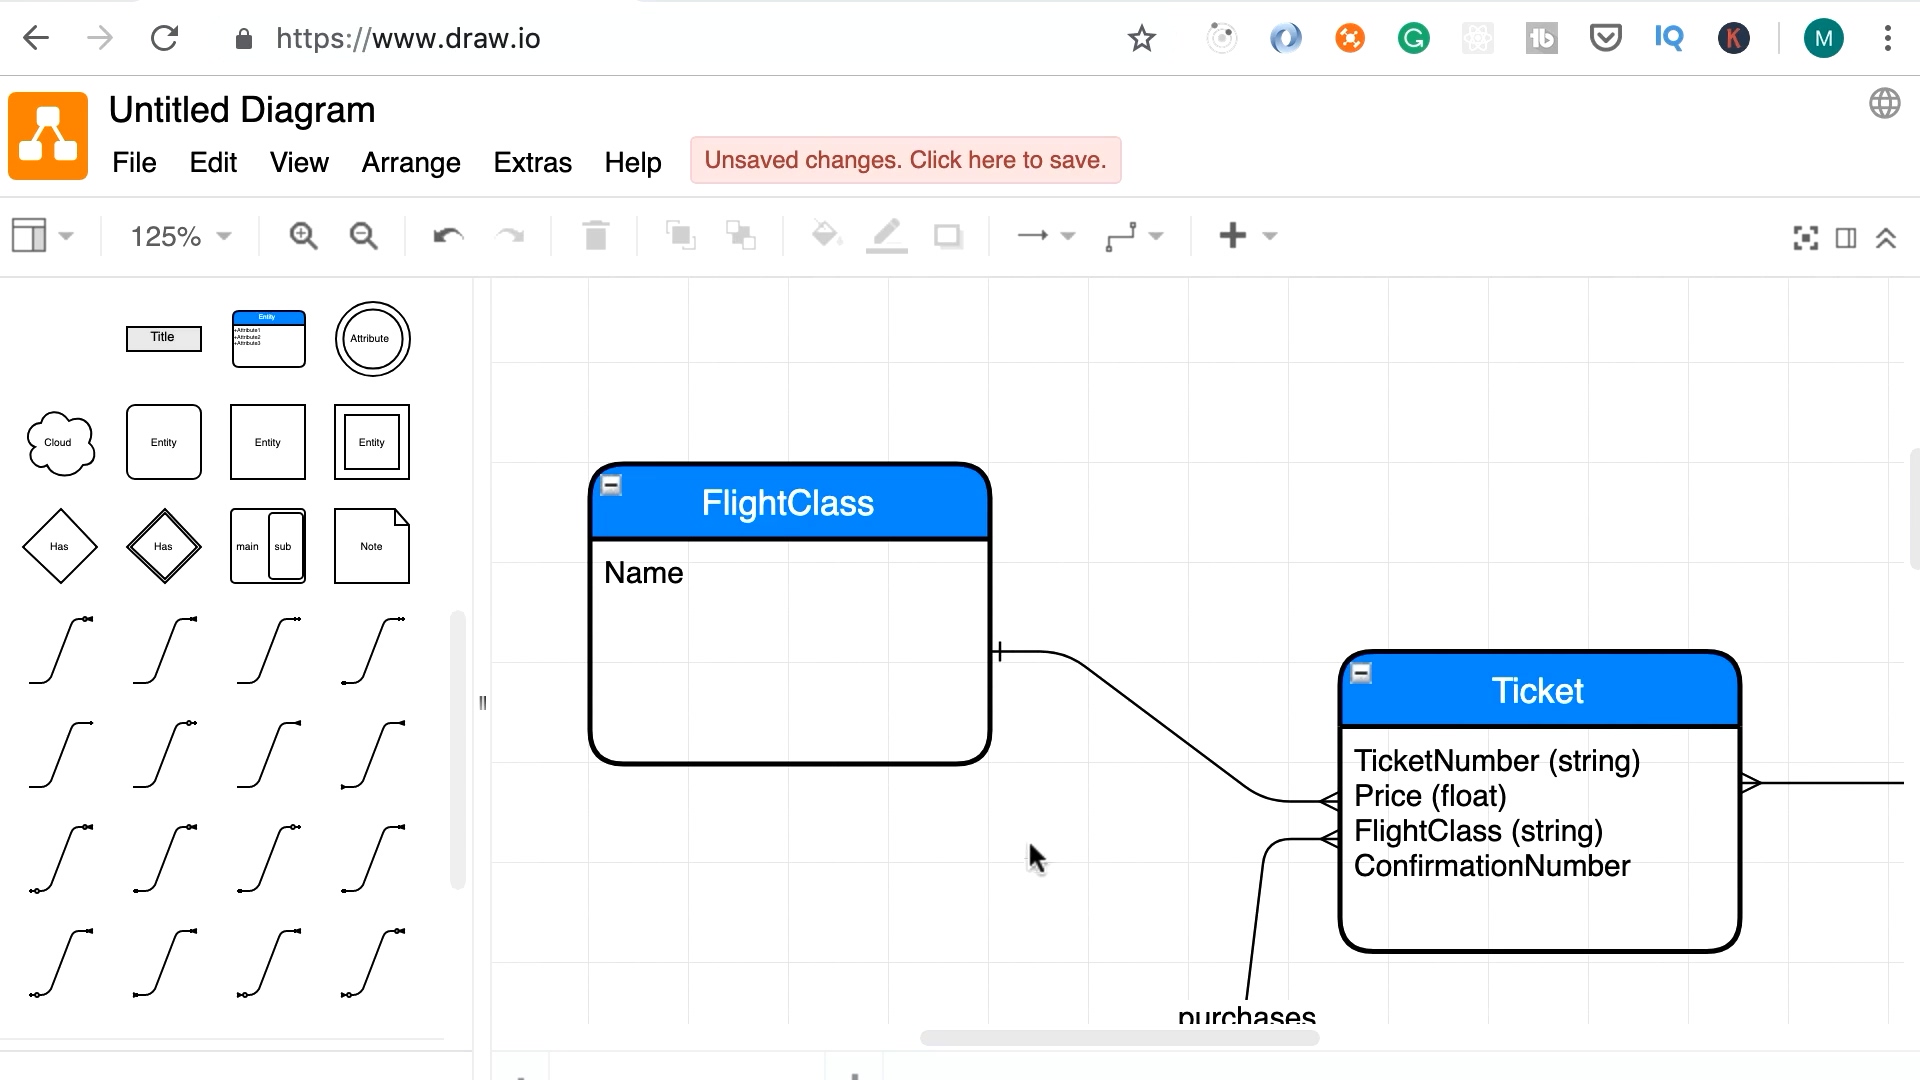 https://www.draw.io
M
Untitled Diagram
File Edit View Arrange Extras Help
Unsaved changes. Click here to save.
125%
Title
Entity
+Attribute1
+Attribute2
+Attribute3
Attribute
Cloud
Entity
Entity
Entity
Has
Has
main sub
Note
FlightClass
Name
Ticket
TicketNumber (string)
Price (float)
FlightClass (string)
ConfirmationNumber
purchases
G
tb
IQ
K